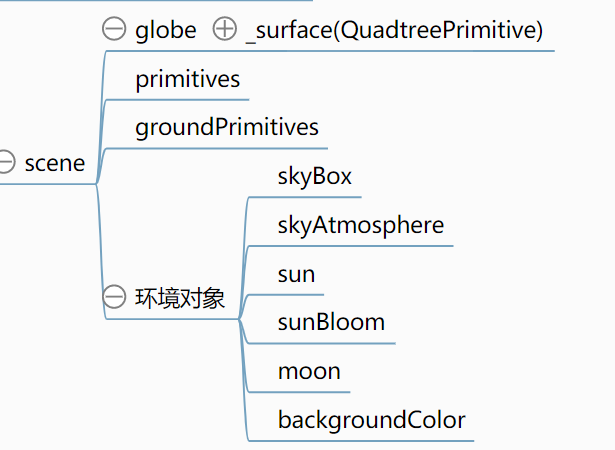 globe _surface(QuadtreePrimitive)
primitives
groundPrimitives
scene
skyBox
skyAtmosphere
sun
环境对象
sunBloom
moon
backgroundColor